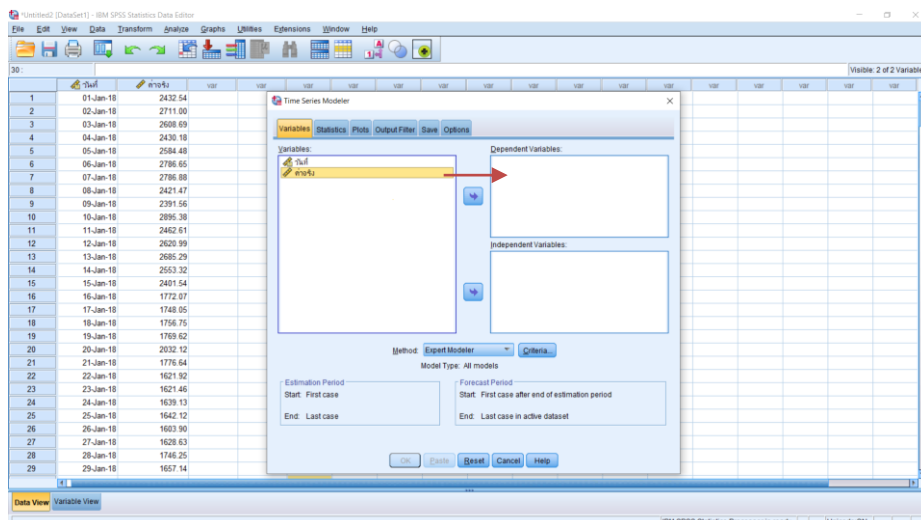 *Untitled2 [DataSet1] - IBM SPSS Statistics Data Editor
File Edit View Data Transform Analyze Graphs Utilities Extensions Window Help
30 :
Visible: 2 of 2 Variable
วันที่ ค่าจริง var var var var var var var var var var var var var var var var
1 01-Jan-18 2432.54
2 02-Jan-18 2711.00
3 03-Jan-18 2608.69
4 04-Jan-18 2430.18
5 05-Jan-18 2584.48
6 06-Jan-18 2786.65
7 07-Jan-18 2786.88
8 08-Jan-18 2421.47
9 09-Jan-18 2391.56
10 10-Jan-18 2895.38
11 11-Jan-18 2462.61
12 12-Jan-18 2620.99
13 13-Jan-18 2685.29
14 14-Jan-18 2553.32
15 15-Jan-18 2401.54
16 16-Jan-18 1772.07
17 17-Jan-18 1748.05
18 18-Jan-18 1756.75
19 19-Jan-18 1769.62
20 20-Jan-18 2032.12
21 21-Jan-18 1776.64
22 22-Jan-18 1621.92
23 23-Jan-18 1621.46
24 24-Jan-18 1639.13
25 25-Jan-18 1642.12
26 26-Jan-18 1603.90
27 27-Jan-18 1628.63
28 28-Jan-18 1746.25
29 29-Jan-18 1657.14
Time Series Modeler
Variables Statistics Plots Output Filter Save Options
Variables:
วันที่
ค่าจริง
Dependent Variables:
Independent Variables:
Method: Expert Modeler Criteria...
Model Type: All models
Estimation Period
Start: First case
End: Last case
Forecast Period
Start: First case after end of estimation period
End: Last case in active dataset
OK Paste Reset Cancel Help
Data View Variable View